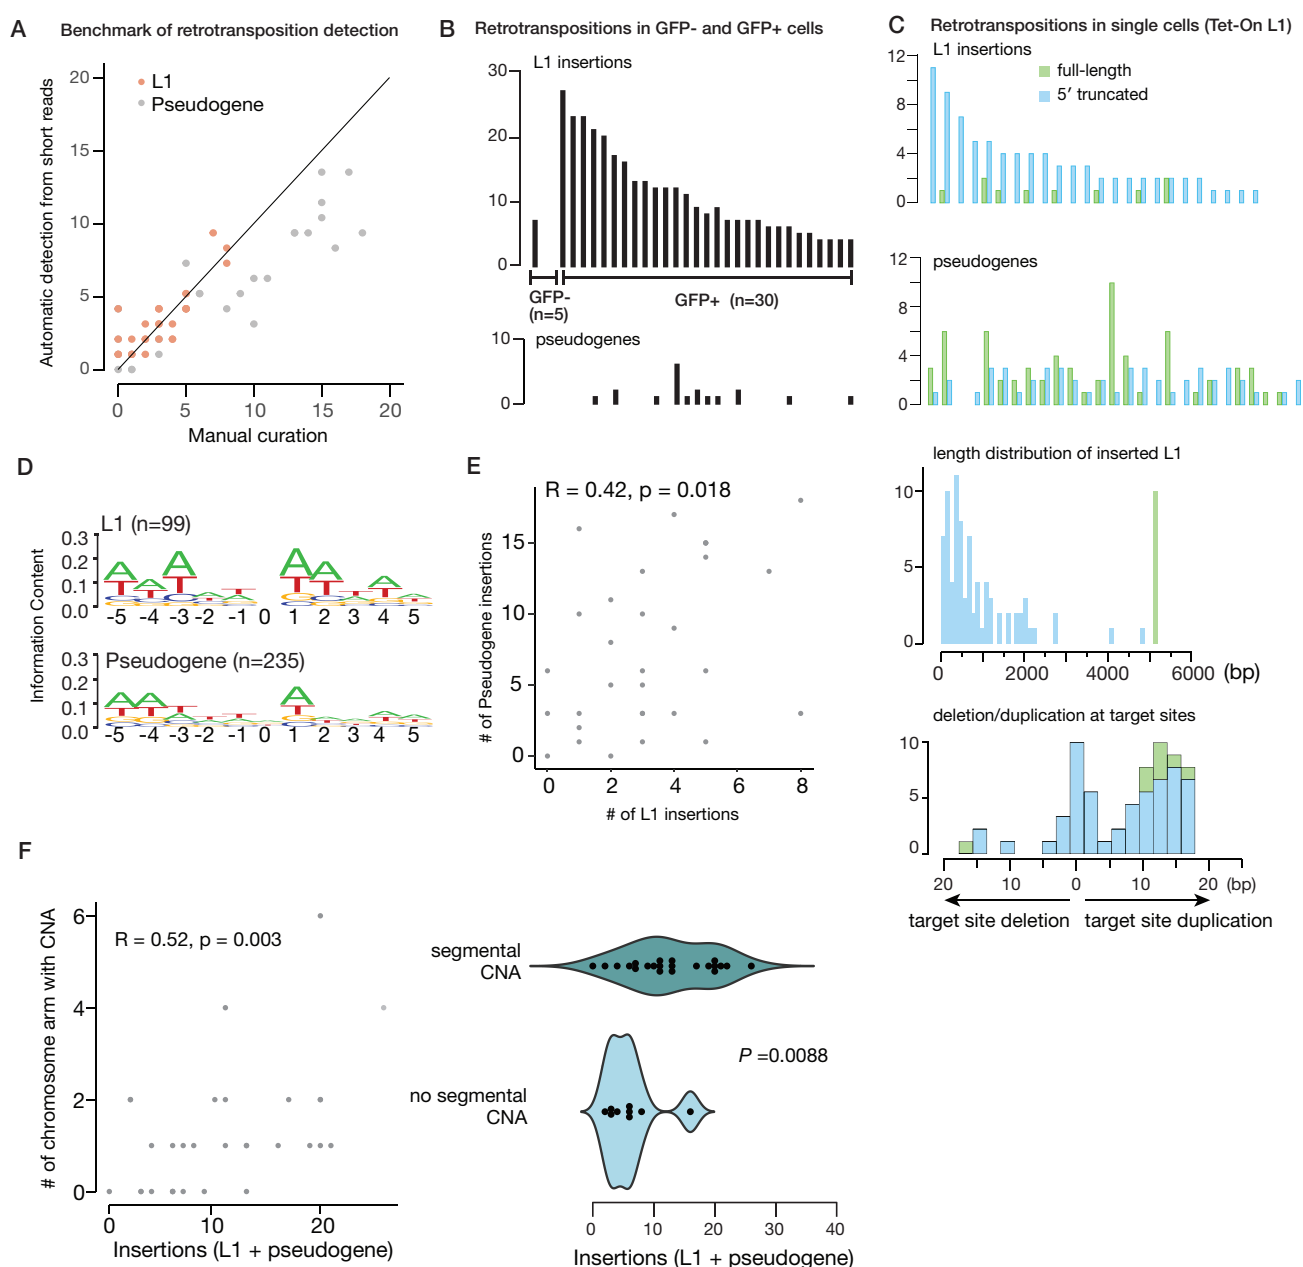 A Benchmark of retrotransposition detection
Automatic detection from short reads
20
15
10
5
0
L1
Pseudogene
0 5 10 15 20
Manual curation
B Retrotranspositions in GFP- and GFP+ cells
L1 insertions
30
20
10
0
GFP-
(n=5)
GFP+ (n=30)
pseudogenes
10
0
C Retrotranspositions in single cells (Tet-On L1)
L1 insertions
full-length
5′ truncated
12
8
4
0
pseudogenes
12
8
4
0
length distribution of inserted L1
10
5
0
0 2000 4000 6000 (bp)
deletion/duplication at target sites
10
5
0
20 10 0 10 20 (bp)
target site deletion target site duplication
D
Information Content
L1 (n=99)
0.3
0.2
0.1
0.0
-5 -4 -3 -2 -1 0 1 2 3 4 5
Pseudogene (n=235)
0.3
0.2
0.1
0.0
-5 -4 -3 -2 -1 0 1 2 3 4 5
E
R = 0.42, p = 0.018
# of Pseudogene insertions
15
10
5
0
0 2 4 6 8
# of L1 insertions
F
# of chromosome arm with CNA
R = 0.52, p = 0.003
6
4
2
0
0 10 20
Insertions (L1 + pseudogene)
segmental
CNA
no segmental
CNA
P =0.0088
0 10 20 30 40
Insertions (L1 + pseudogene)